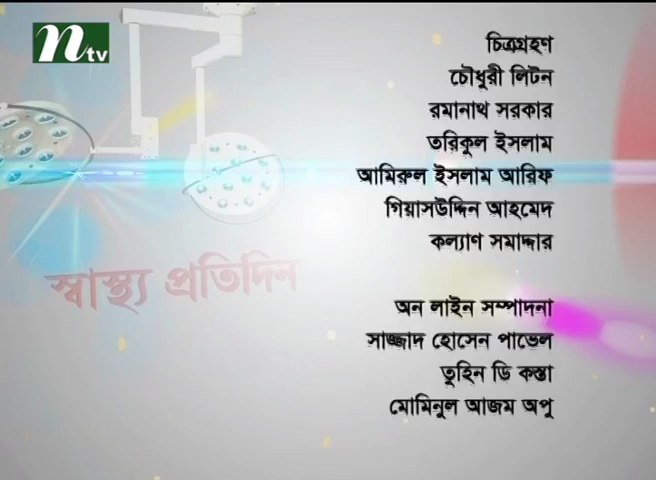 ntv
চিত্রগ্রহণ
চৌধুরী লিটন
রমানাথ সরকার
তরিকুল ইসলাম
আমিরুল ইসলাম আরিফ
গিয়াসউদ্দিন আহমেদ
কল্যাণ সমাদ্দার
স্বাস্থ্য প্রতিদিন
অন লাইন সম্পাদনা
সাজ্জাদ হোসেন পাভেল
তুহিন ডি কস্তা
মোমিনুল আজম অপু